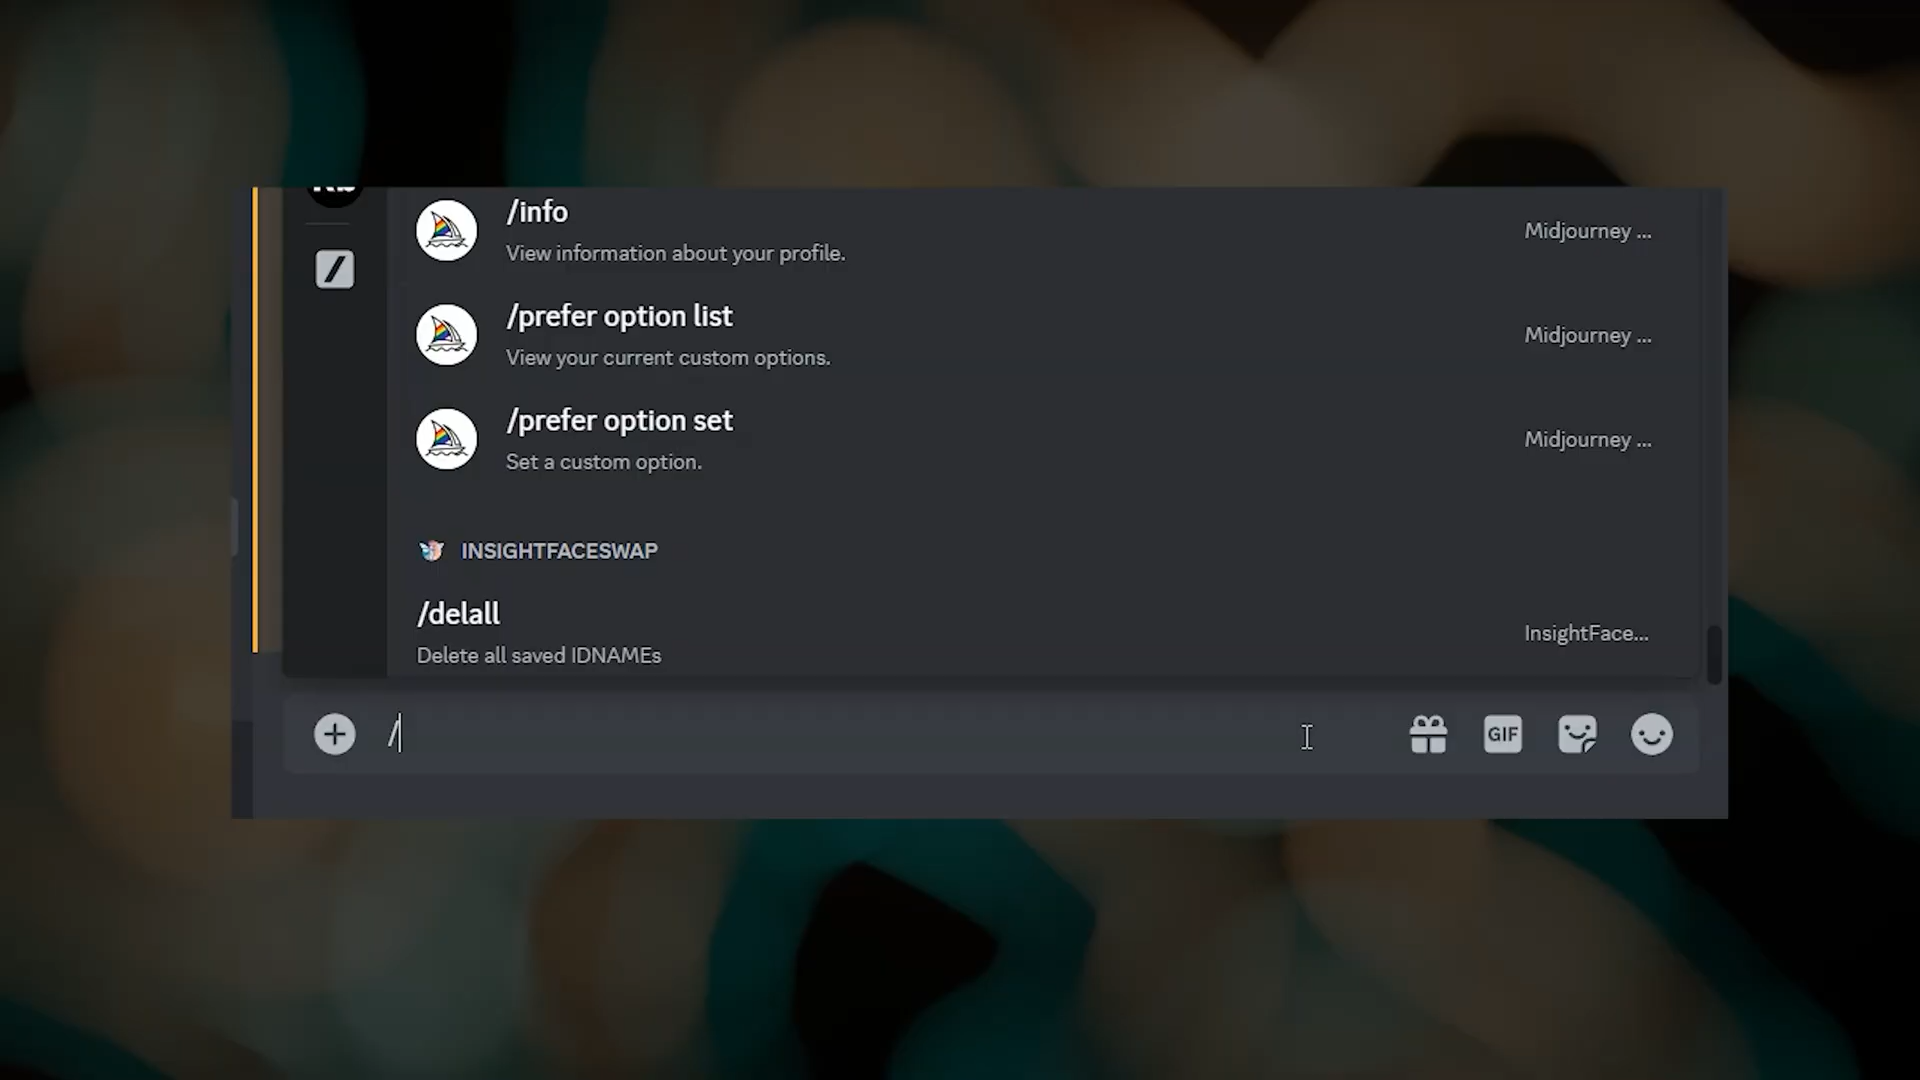 /info
View information about your profile.
Midjourney ...
/prefer option list
View your current custom options.
Midjourney ...
/prefer option set
Set a custom option.
Midjourney ...
INSIGHTFACESWAP
/delall
Delete all saved IDNAMEs
InsightFace...
/
GIF